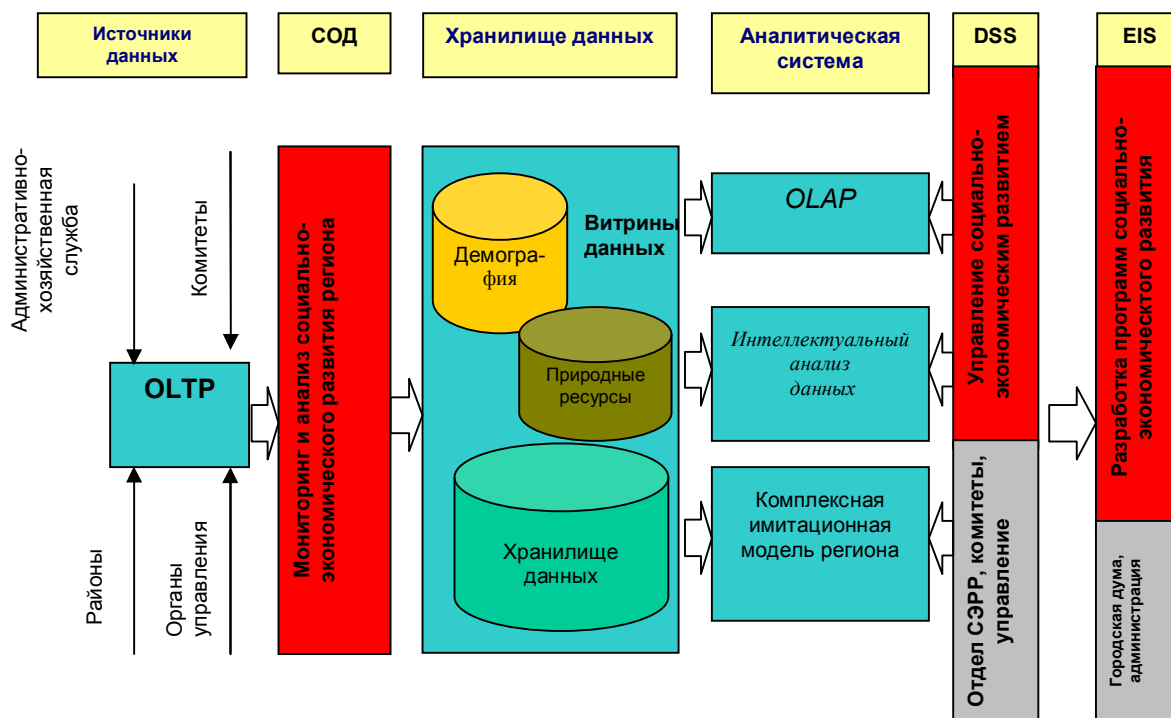 Источники
данных
СОД
Хранилище данных
Аналитическая
система
DSS
EIS
Административно-
хозяйственная
служба
Комитеты
OLTP
Районы
Органы
управления
Мониторинг и анализ социально-
экономического развития региона
Витрины
данных
Демогра-
фия
Природные
ресурсы
Хранилище
данных
OLAP
Интеллектуальный
анализ
данных
Комплексная
имитационная
модель региона
Управление социально-
экономическим развитием
Отдел СЭРР, комитеты,
управление
Разработка программ социально-
экономического развития
Городская дума,
администрация